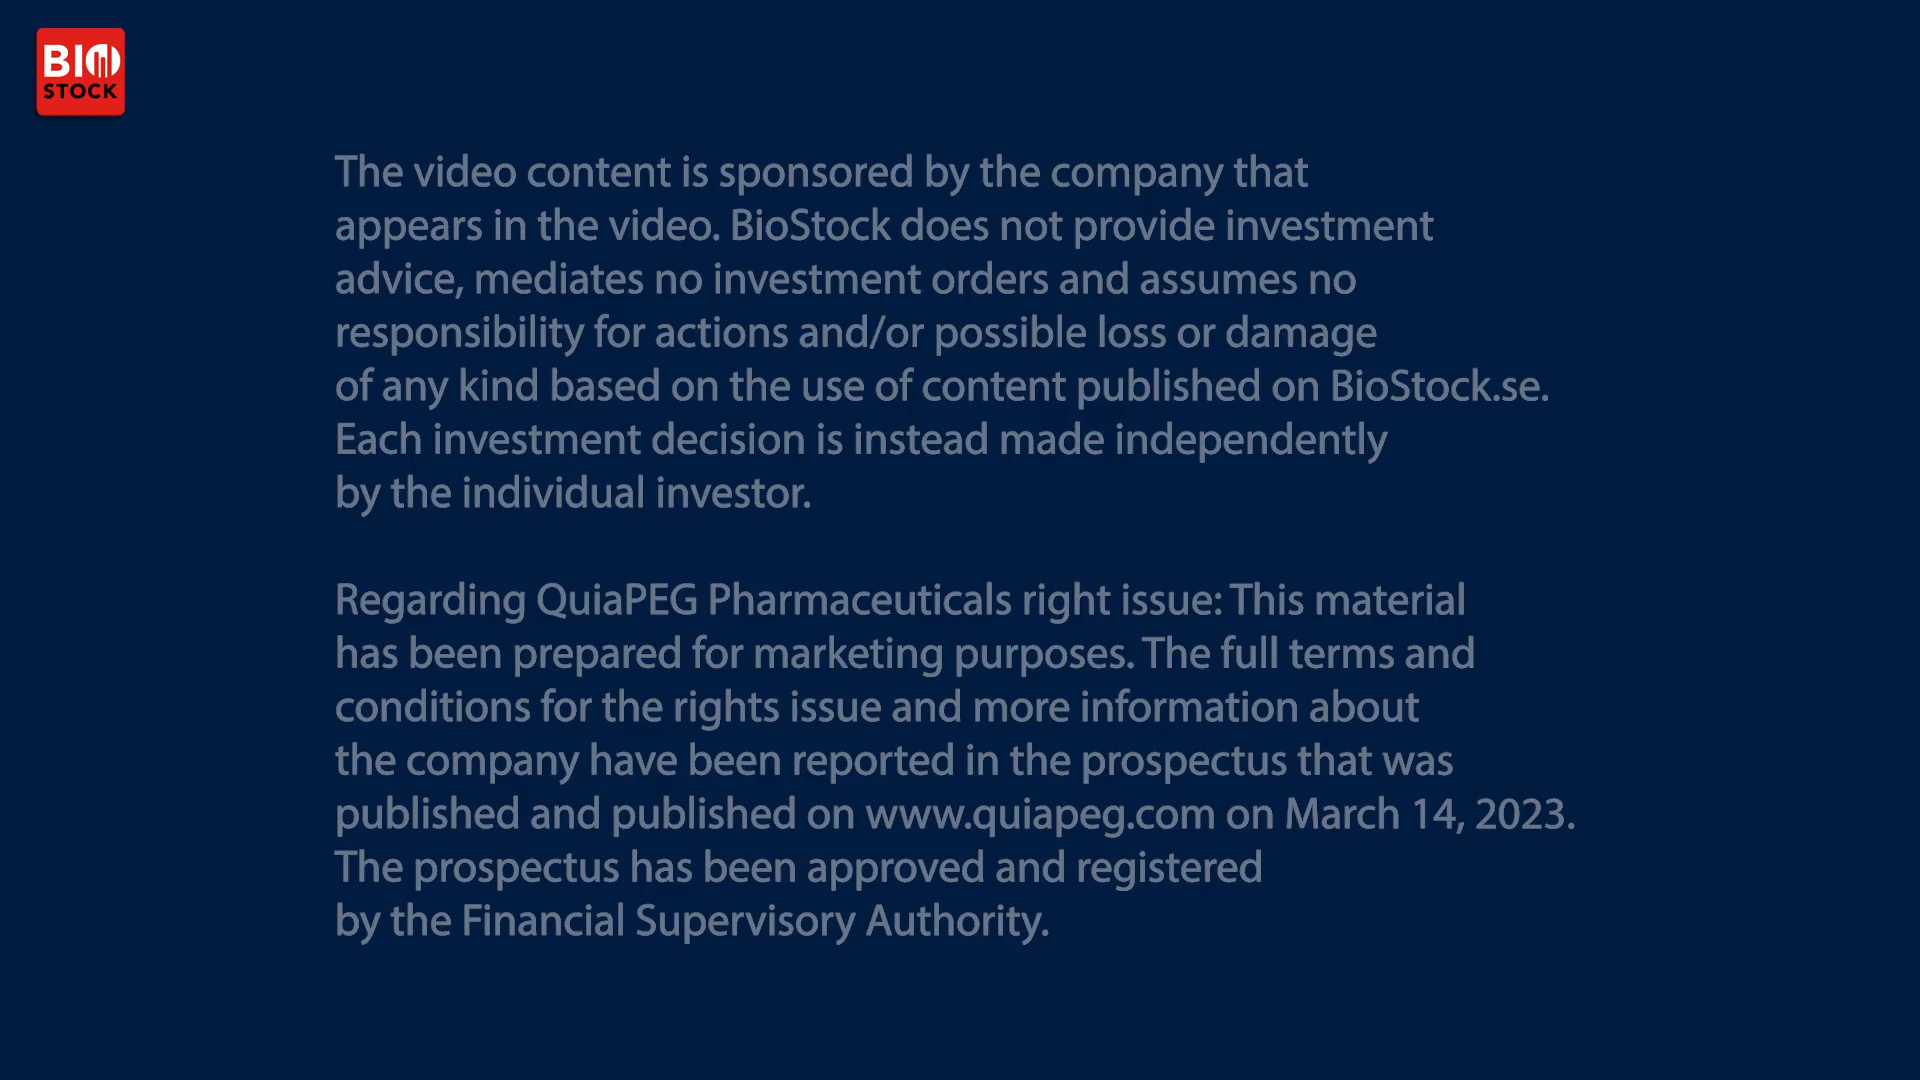 BIO
STOCK
The video content is sponsored by the company that
appears in the video. BioStock does not provide investment
advice, mediates no investment orders and assumes no
responsibility for actions and/or possible loss or damage
of any kind based on the use of content published on BioStock.se.
Each investment decision is instead made independently
by the individual investor.
Regarding QuiaPEG Pharmaceuticals right issue: This material
has been prepared for marketing purposes. The full terms and
conditions for the rights issue and more information about
the company have been reported in the prospectus that was
published and published on www.quiapeg.com on March 14, 2023.
The prospectus has been approved and registered
by the Financial Supervisory Authority.